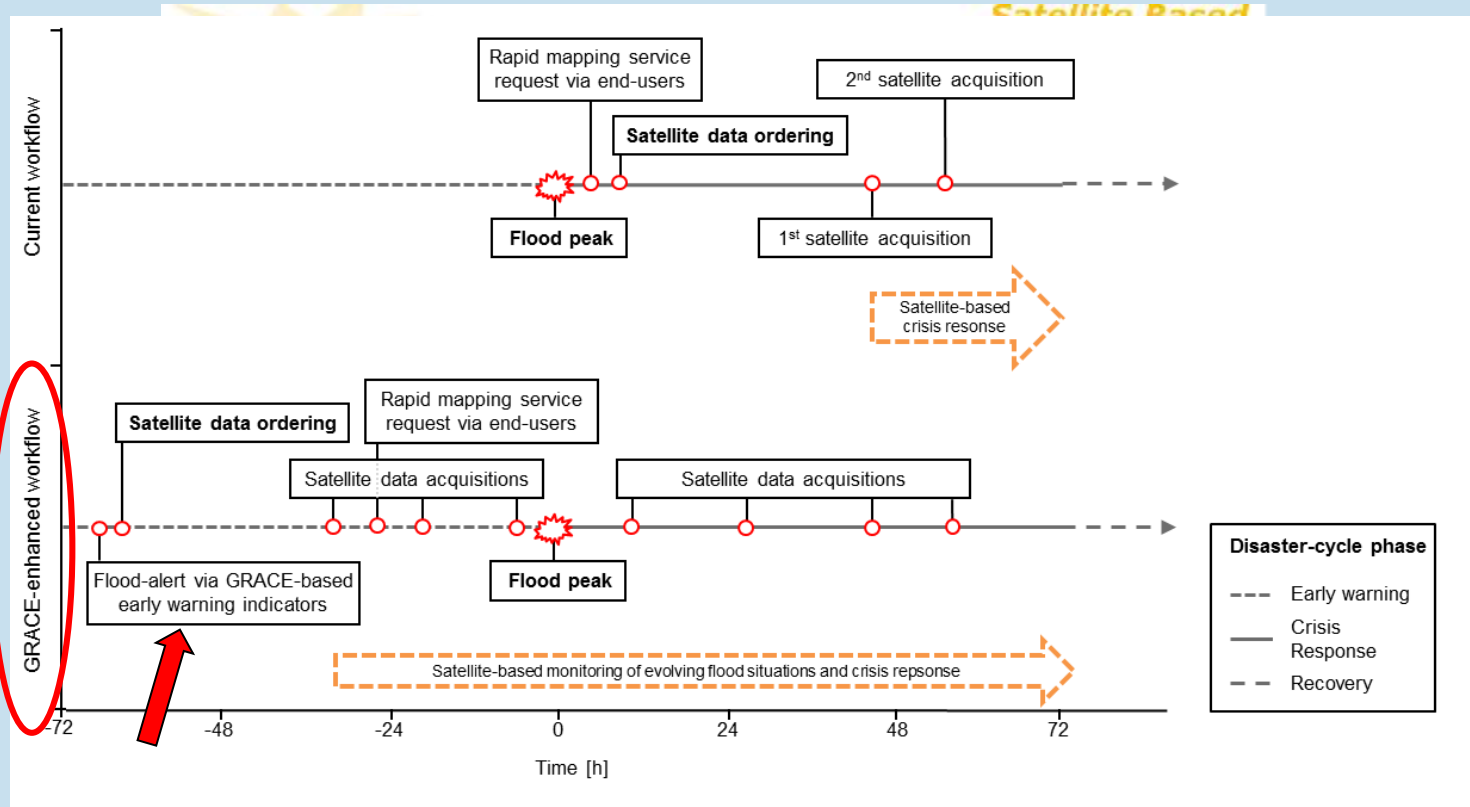 Satellite Based
Current workflow
Rapid mapping service
request via end-users
2nd satellite acquisition
Satellite data ordering
Flood peak
1st satellite acquisition
Satellite-based
crisis resonse
GRACE-enhanced workflow
Satellite data ordering
Rapid mapping service
request via end-users
Satellite data acquisitions
Satellite data acquisitions
Flood-alert via GRACE-based
early warning indicators
Flood peak
Satellite-based monitoring of evolving flood situations and crisis repsonse
-72
-48
-24
0
24
48
72
Time [h]
Disaster-cycle phase
Early warning
Crisis
Response
Recovery